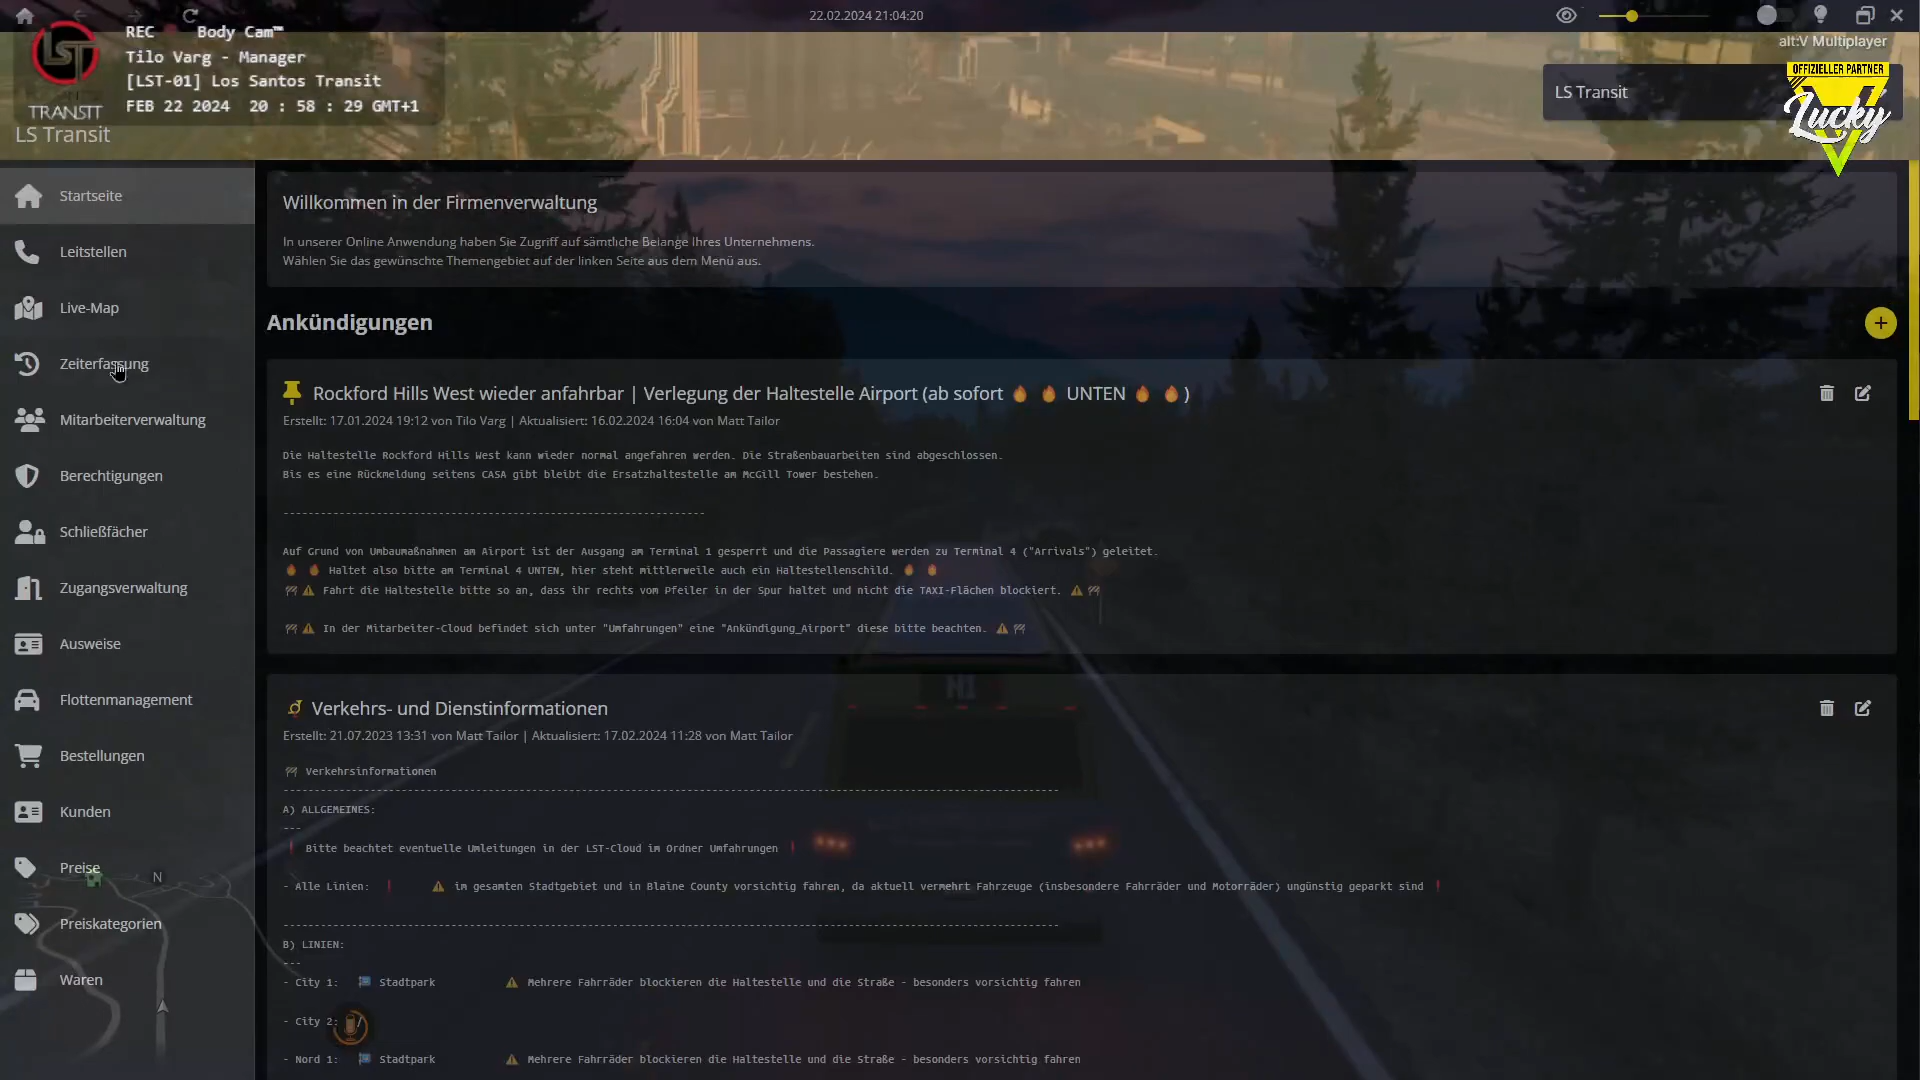 22.02.2024 21:04:20
REC Body Cam™
Tilo Varg - Manager
[LST-01] Los Santos Transit
FEB 22 2024 20 : 58 : 29 GMT+1
LST
TRANSIT
LS Transit
alt:V Multiplayer
LS Transit
OFFIZIELLER PARTNER
Lucky
V
Startseite
Leitstellen
Live-Map
Zeiterfassung
Mitarbeiterverwaltung
Berechtigungen
Schließfächer
Zugangsverwaltung
Ausweise
Flottenmanagement
Bestellungen
Kunden
Preise
N
Preiskategorien
Waren
Willkommen in der Firmenverwaltung
In unserer Online Anwendung haben Sie Zugriff auf sämtliche Belange Ihres Unternehmens.
Wählen Sie das gewünschte Themengebiet auf der linken Seite aus dem Menü aus.
Ankündigungen
Rockford Hills West wieder anfahrbar | Verlegung der Haltestelle Airport (ab sofort 🔥 🔥 UNTEN 🔥 🔥 )
Erstellt: 17.01.2024 19:12 von Tilo Varg | Aktualisiert: 16.02.2024 16:04 von Matt Tailor
Die Haltestelle Rockford Hills West kann wieder normal angefahren werden. Die Straßenbauarbeiten sind abgeschlossen.
Bis es eine Rückmeldung seitens CASA gibt bleibt die Ersatzhaltestelle am McGill Tower bestehen.
-------------------------------------------------------------------
Auf Grund von Umbaumaßnahmen am Airport ist der Ausgang am Terminal 1 gesperrt und die Passagiere werden zu Terminal 4 ("Arrivals") geleitet.
🔥 🔥 Haltet also bitte am Terminal 4 UNTEN, hier steht mittlerweile auch ein Haltestellenschild. 🔥 🔥
🚧 ⚠ Fahrt die Haltestelle bitte so an, dass ihr rechts vom Pfeiler in der Spur haltet und nicht die TAXI-Flächen blockiert. ⚠ 🚧
🚧 ⚠ In der Mitarbeiter-Cloud befindet sich unter "Umfahrungen" eine "Ankündigung_Airport" diese bitte beachten. ⚠ 🚧
Verkehrs- und Dienstinformationen
Erstellt: 21.07.2023 13:31 von Matt Tailor | Aktualisiert: 17.02.2024 11:28 von Matt Tailor
🚧 Verkehrsinformationen
---------------------------------------------------------------------------------------------------------------------------
A) ALLGEMEINES:
---
❗ Bitte beachtet eventuelle Umleitungen in der LST-Cloud im Ordner Umfahrungen ❗
- Alle Linien: ❗ ⚠ im gesamten Stadtgebiet und in Blaine County vorsichtig fahren, da aktuell vermehrt Fahrzeuge (insbesondere Fahrräder und Motorräder) ungünstig geparkt sind ❗
---------------------------------------------------------------------------------------------------------------------------
B) LINIEN:
---
- City 1: 🚏 Stadtpark ⚠ Mehrere Fahrräder blockieren die Haltestelle und die Straße - besonders vorsichtig fahren
- City 2: /
- Nord 1: 🚏 Stadtpark ⚠ Mehrere Fahrräder blockieren die Haltestelle und die Straße - besonders vorsichtig fahren